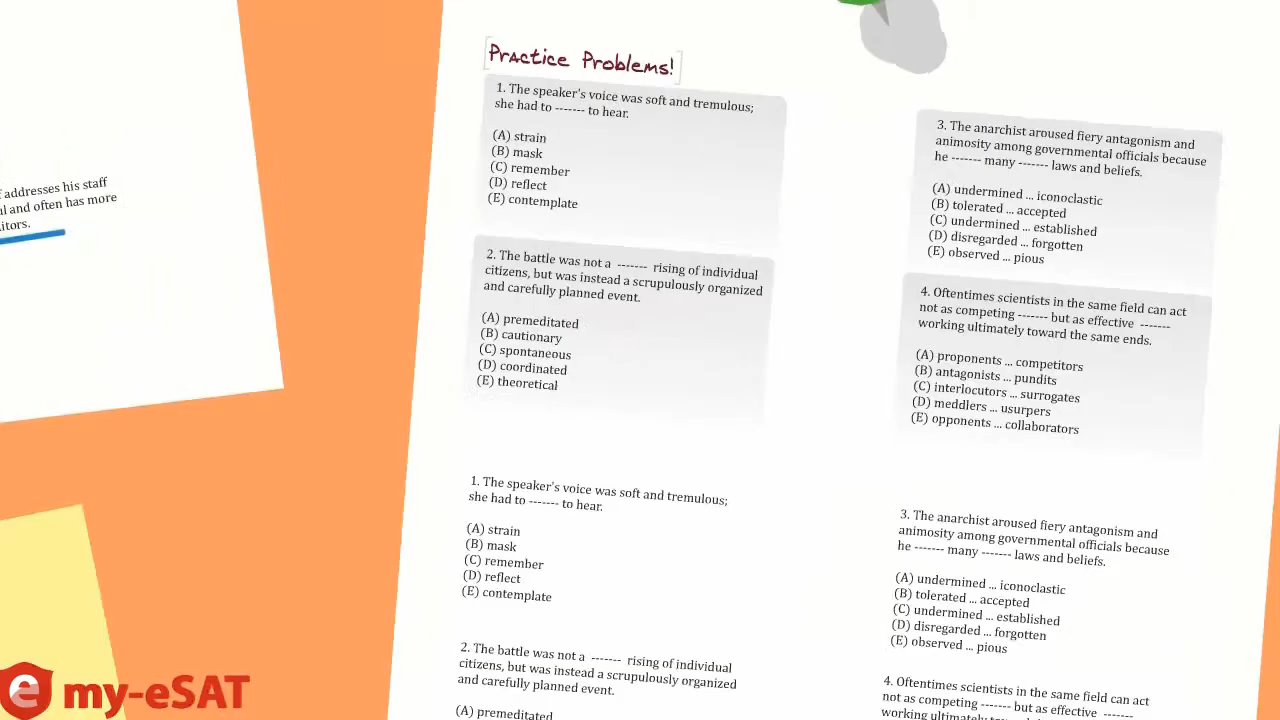 f addresses his staff
al and often has more
itors.
my-eSAT
Practice Problems!
1. The speaker's voice was soft and tremulous;
she had to ------- to hear.
(A) strain
(B) mask
(C) remember
(D) reflect
(E) contemplate
2. The battle was not a ------- rising of individual
citizens, but was instead a scrupulously organized
and carefully planned event.
(A) premeditated
(B) cautionary
(C) spontaneous
(D) coordinated
(E) theoretical
3. The anarchist aroused fiery antagonism and
animosity among governmental officials because
he ------- many ------- laws and beliefs.
(A) undermined ... iconoclastic
(B) tolerated ... accepted
(C) undermined ... established
(D) disregarded ... forgotten
(E) observed ... pious
4. Oftentimes scientists in the same field can act
not as competing ------- but as effective -------
working ultimately toward the same ends.
(A) proponents ... competitors
(B) antagonists ... pundits
(C) interlocutors ... surrogates
(D) meddlers ... usurpers
(E) opponents ... collaborators
1. The speaker's voice was soft and tremulous;
she had to ------- to hear.
(A) strain
(B) mask
(C) remember
(D) reflect
(E) contemplate
2. The battle was not a ------- rising of individual
citizens, but was instead a scrupulously organized
and carefully planned event.
(A) premeditated
3. The anarchist aroused fiery antagonism and
animosity among governmental officials because
he ------- many ------- laws and beliefs.
(A) undermined ... iconoclastic
(B) tolerated ... accepted
(C) undermined ... established
(D) disregarded ... forgotten
(E) observed ... pious
4. Oftentimes scientists in the same field can act
not as competing ------- but as effective -------
working ultimately